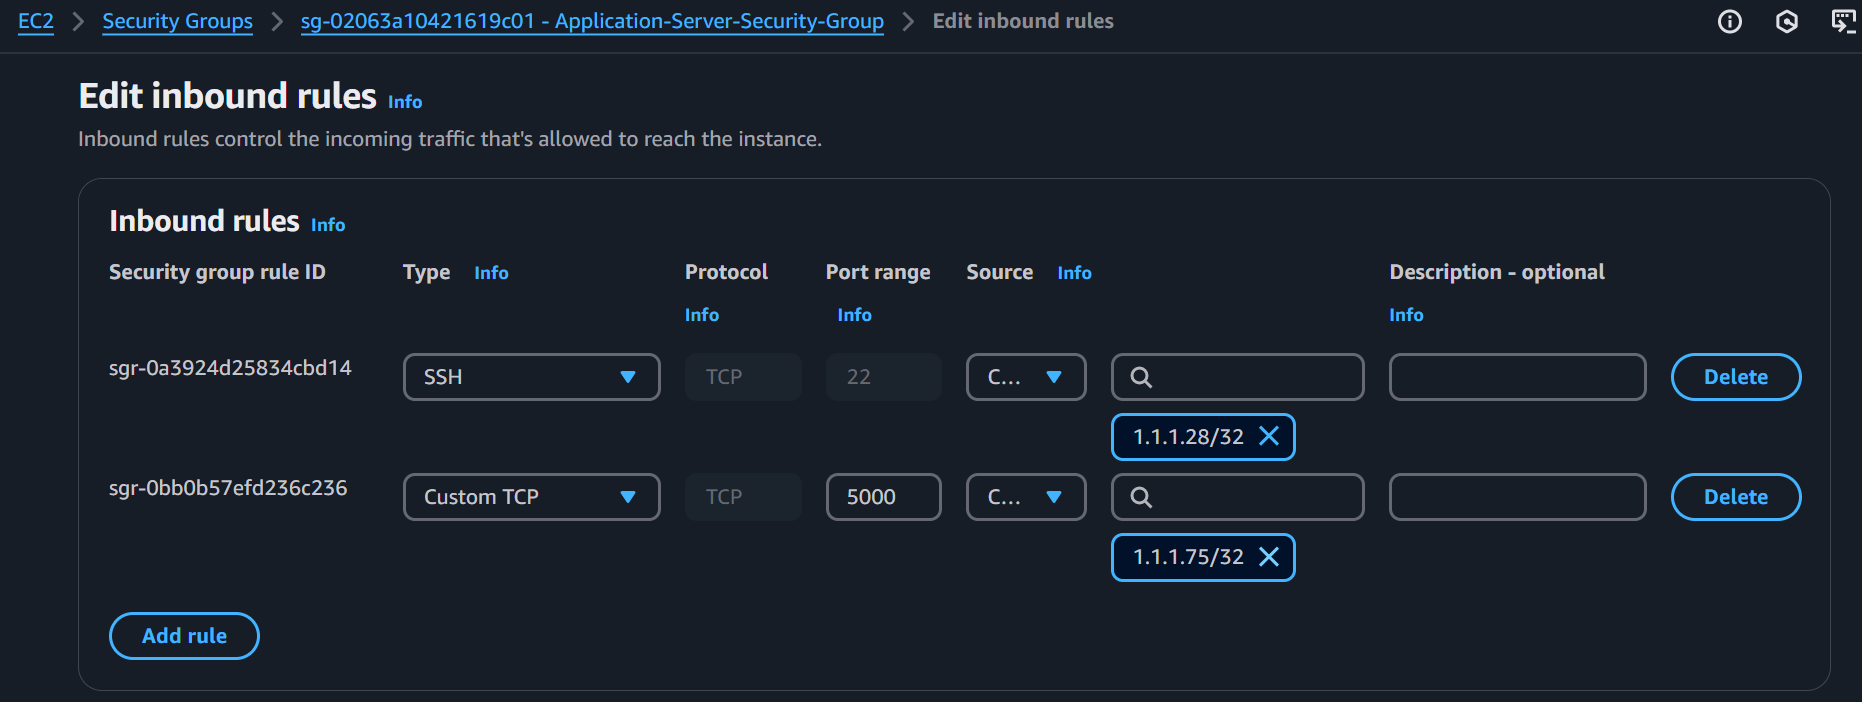 EC2 Security Groups sg-02063a10421619c01 - Application-Server-Security-Group Edit inbound rules
Edit inbound rules Info
Inbound rules control the incoming traffic that's allowed to reach the instance.
Inbound rules Info
Security group rule ID Type Info Protocol Port range Source Info Description - optional
Info Info Info
sgr-0a3924d25834cbd14 SSH TCP 22 C... Delete
1.1.1.28/32
sgr-0bb0b57efd236c236 Custom TCP TCP 5000 C... Delete
1.1.1.75/32
Add rule